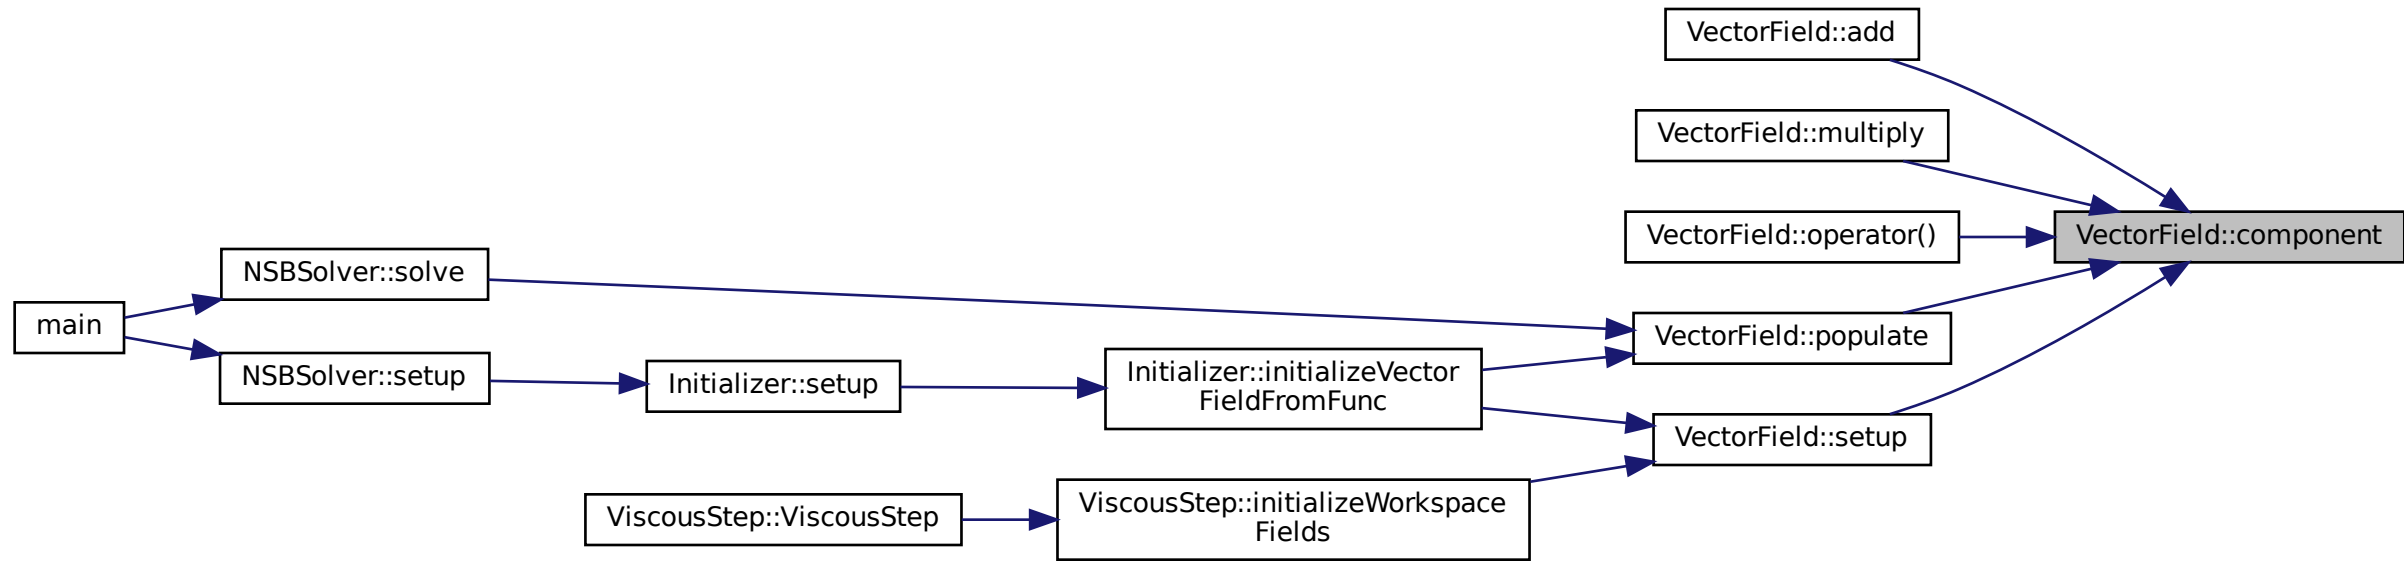 VectorField::add
VectorField::multiply
VectorField::operator()
VectorField::component
NSBSolver::solve
main
VectorField::populate
NSBSolver::setup
Initializer::setup
Initializer::initializeVector
FieldFromFunc
VectorField::setup
ViscousStep::ViscousStep
ViscousStep::initializeWorkspace
Fields